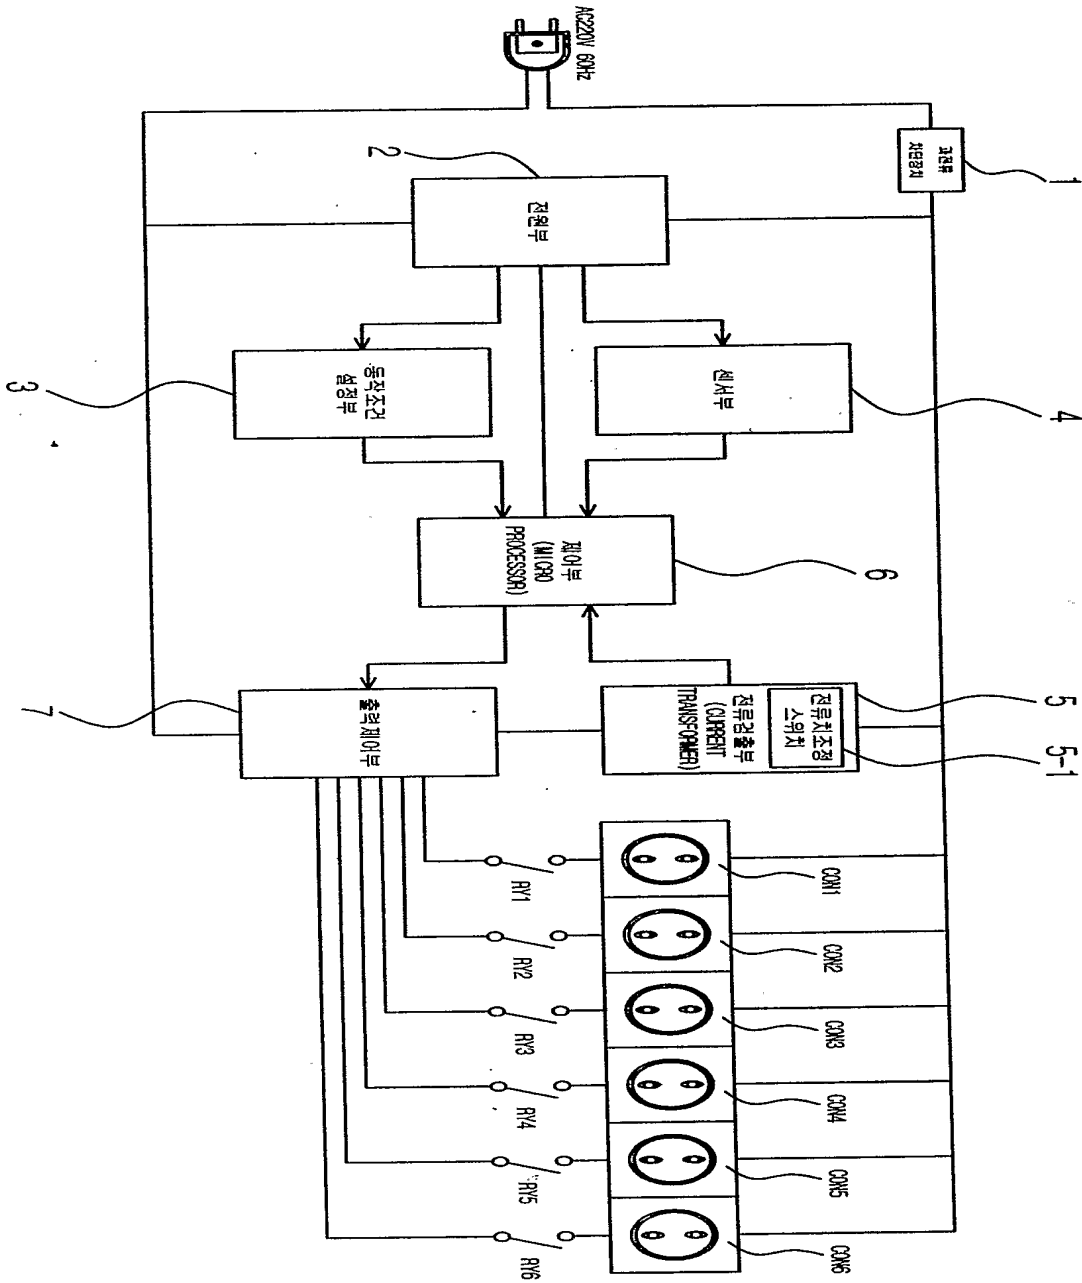 AC220V 60Hz
과전류
차단장치
1
2
전원부
3
동작조건
설정부
센서부
4
제어부
(MICRO
PROCESSOR)
6
7
출력제어부
전류검출부
(CURRENT
TRANSFORMER)
전류치조정
스위치
5
5-1
RY1
RY2
RY3
RY4
RY5
RY6
CON1
CON2
CON3
CON4
CON5
CON6